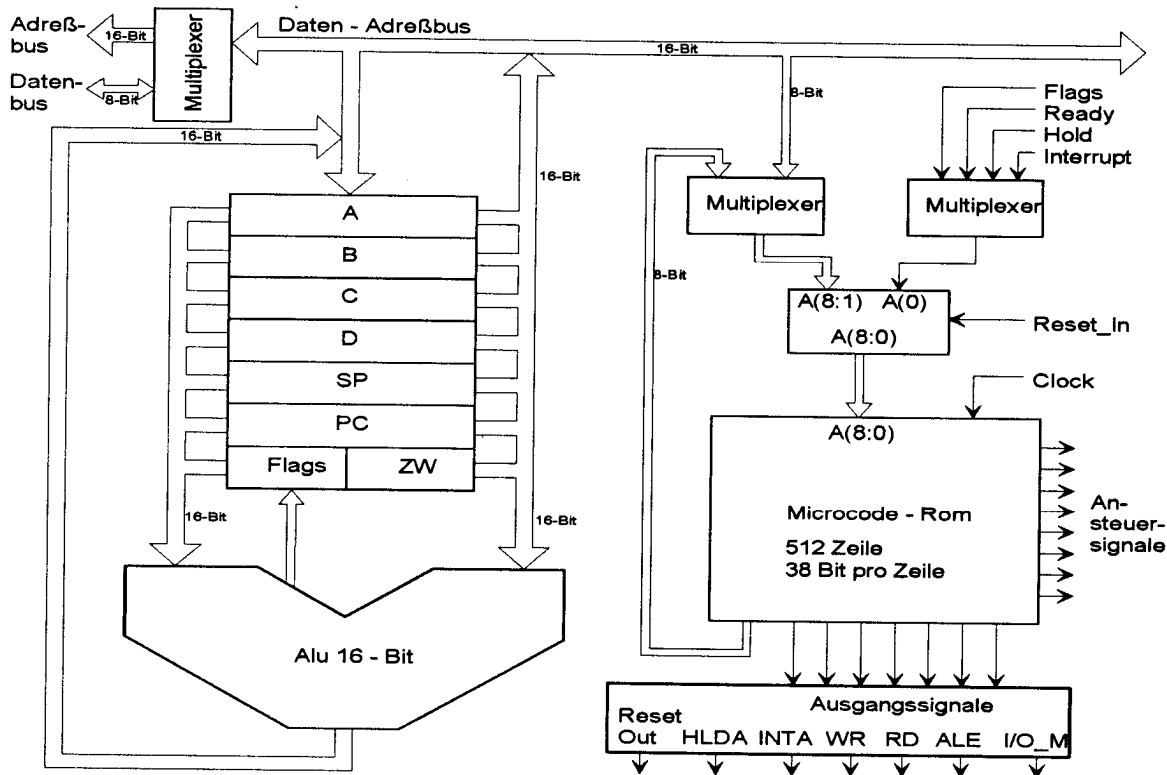 Adreß-
bus
16-Bit
Daten-
bus
8-Bit
Multiplexer
Daten - Adreßbus
16-Bit
16-Bit
16-Bit
8-Bit
Flags
Ready
Hold
Interrupt
Multiplexer
Multiplexer
8-Bit
A(8:1) A(0)
A(8:0)
Reset_In
Clock
A
B
C
D
SP
PC
Flags
ZW
16-Bit
16-Bit
Alu 16 - Bit
A(8:0)
Microcode - Rom
512 Zeile
38 Bit pro Zeile
An-
steuer-
signale
Ausgangssignale
Reset
Out HLDA INTA WR RD ALE I/O_M